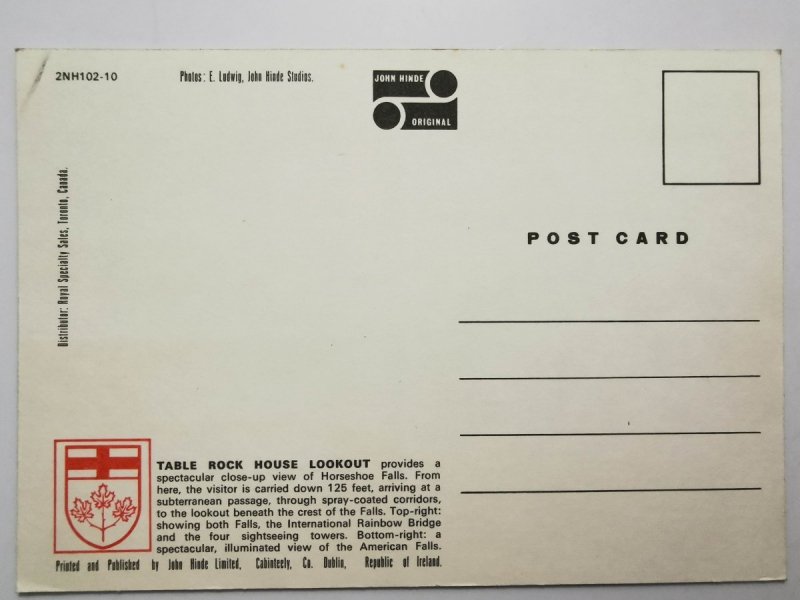 2NH102-10
Photos: E. Ludwig, John Hinde Studios.
JOHN HINDE
ORIGINAL
Distributor: Royal Specialty Sales, Toronto, Canada.
POST CARD
TABLE ROCK HOUSE LOOKOUT provides a
spectacular close-up view of Horseshoe Falls. From
here, the visitor is carried down 125 feet, arriving at a
subterranean passage, through spray-coated corridors,
to the lookout beneath the crest of the Falls. Top-right:
showing both Falls, the International Rainbow Bridge
and the four sightseeing towers. Bottom-right: a
spectacular, illuminated view of the American Falls.
Printed and Published by John Hinde Limited, Cabinteely, Co. Dublin, Republic of Ireland.